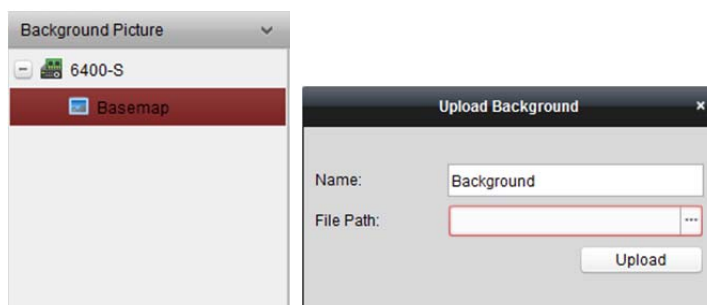 Background Picture
6400-S
Basemap
Upload Background
Name:
Background
File Path:
Upload